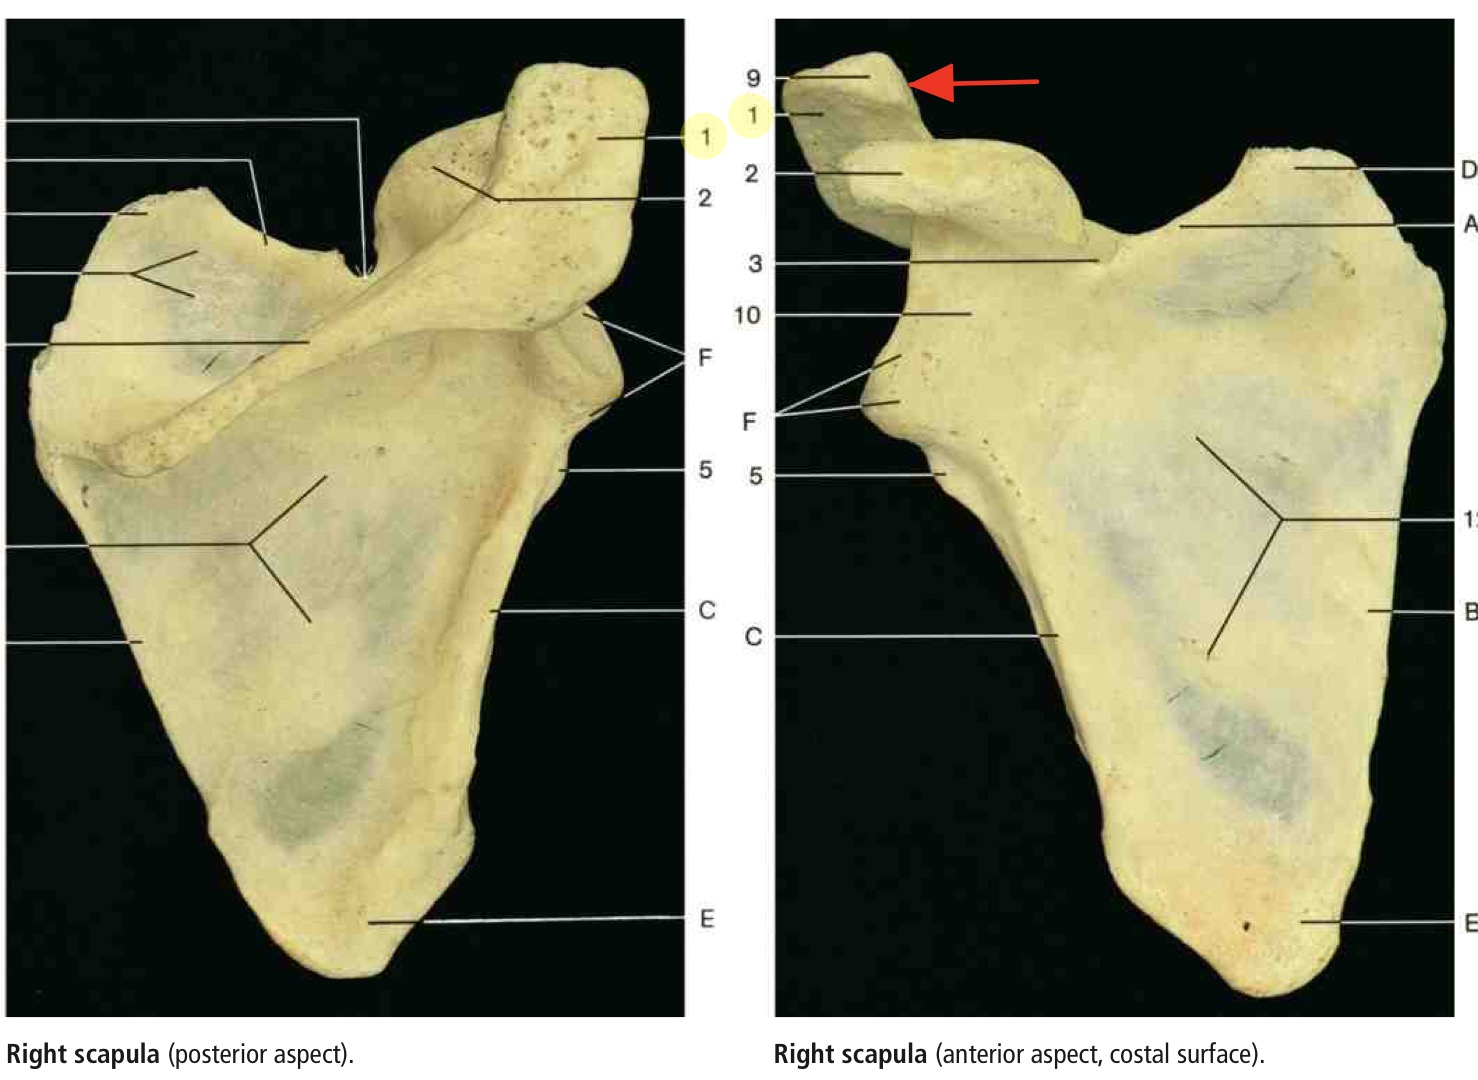 1
2
F
5
C
E
Right scapula (posterior aspect).
9
1
2
3
10
F
5
C
D
A
B
E
Right scapula (anterior aspect, costal surface).